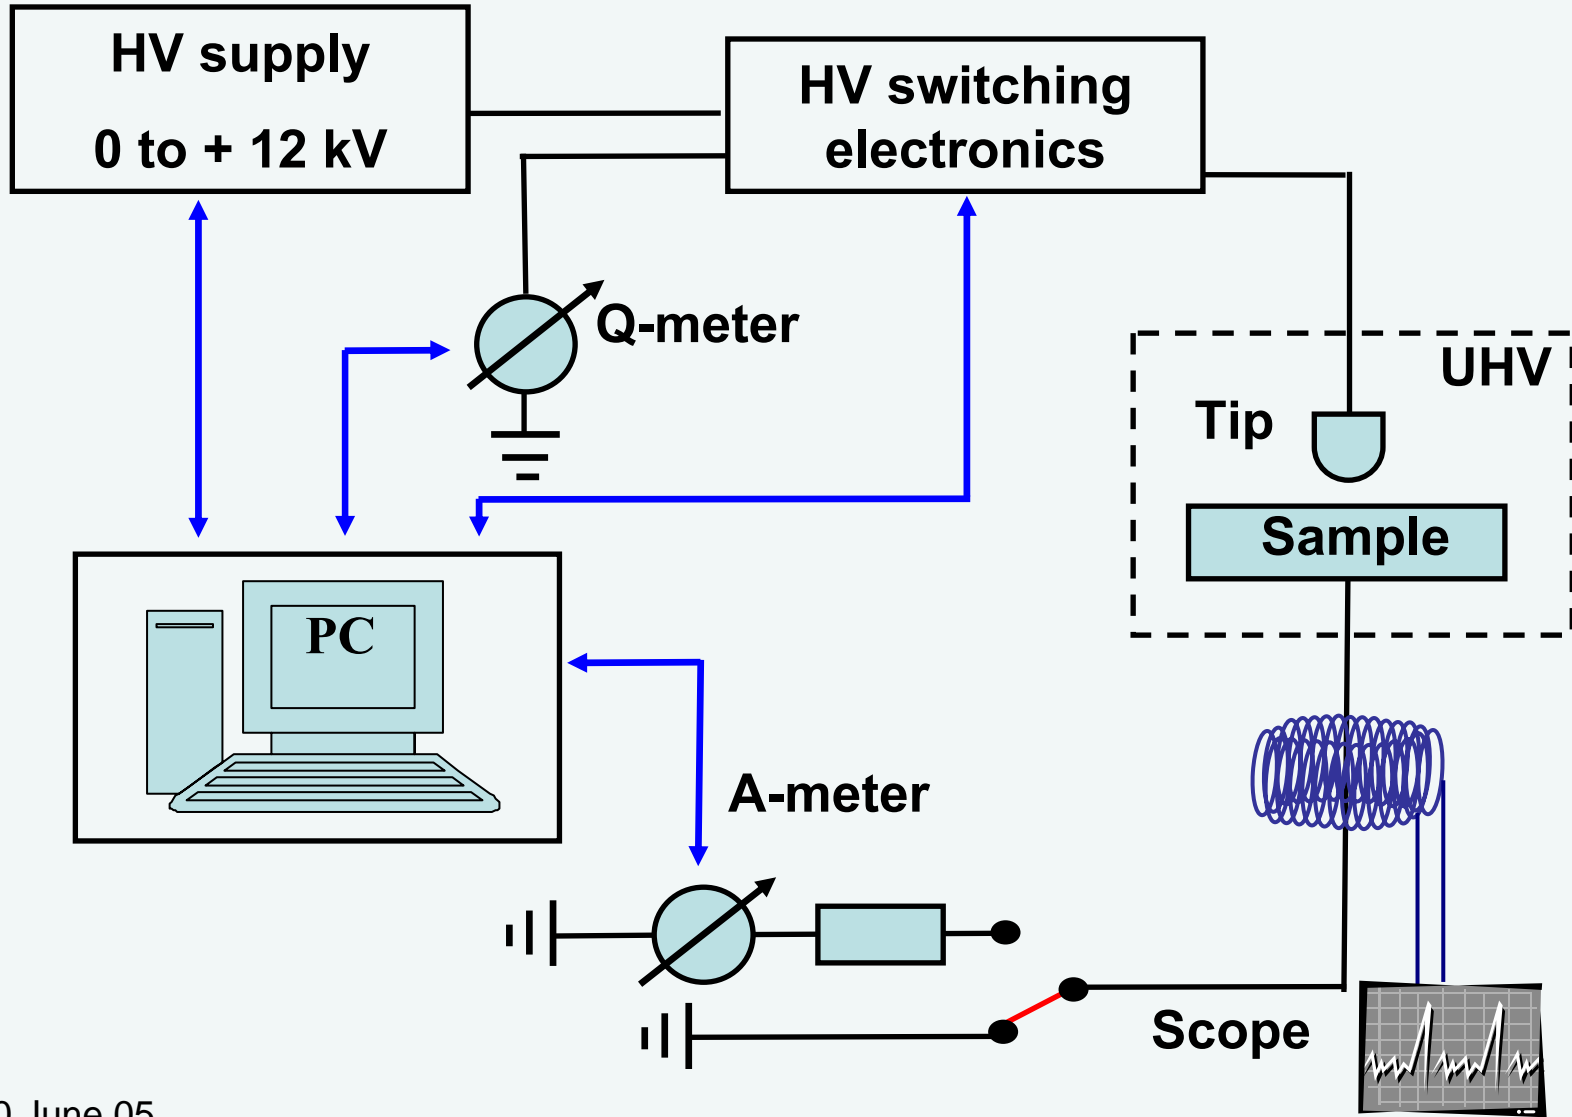 HV supply
0 to + 12 kV
HV switching
electronics
Q-meter
UHV
Tip
Sample
PC
A-meter
Scope
June 05